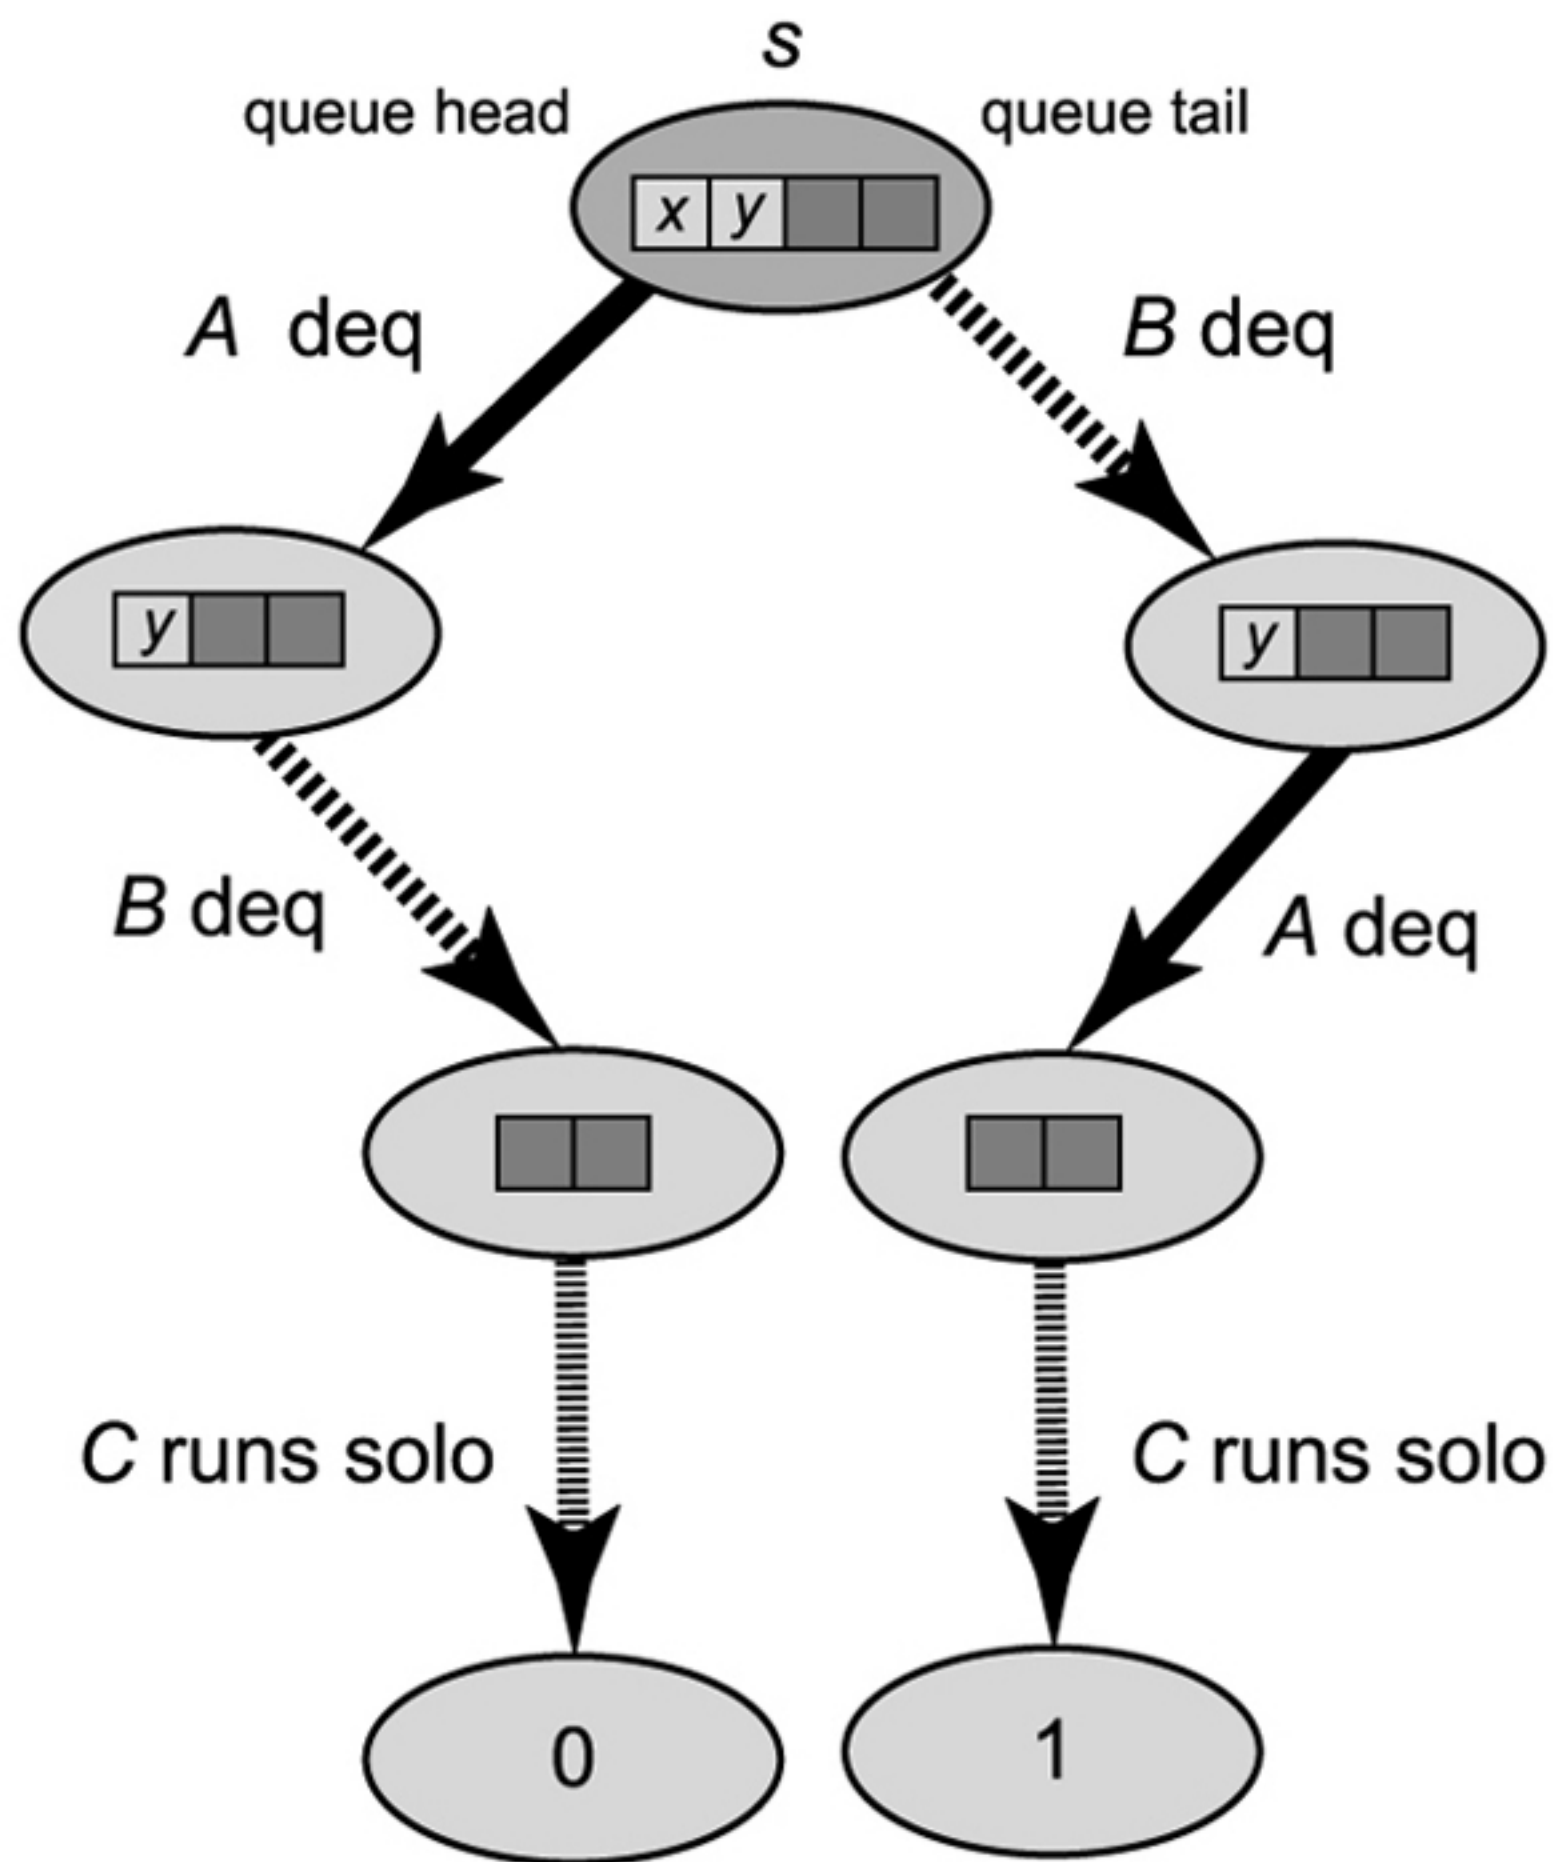 s
queue head
queue tail
x y
A deq
B deq
y
y
B deq
A deq
C runs solo
C runs solo
0
1